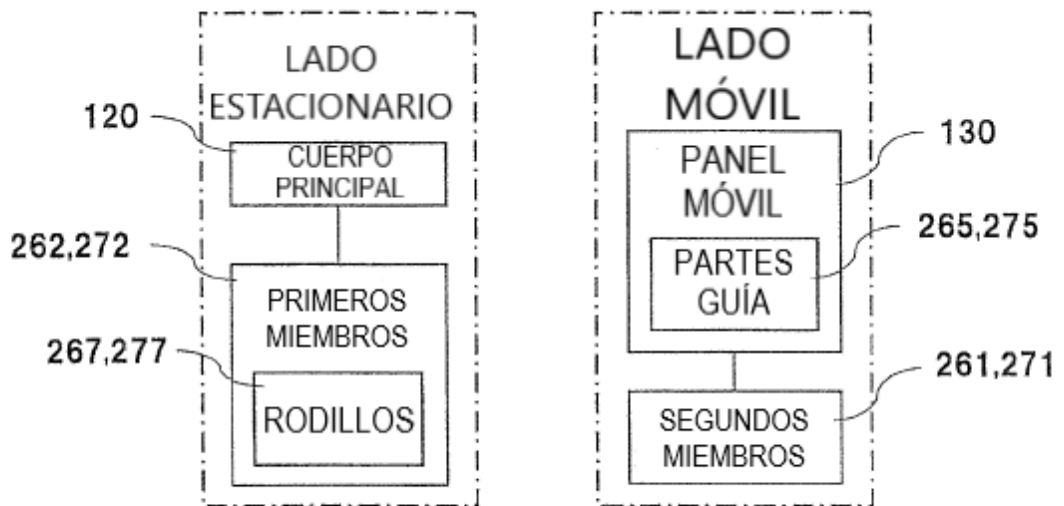 LADO
ESTACIONARIO
120
CUERPO
PRINCIPAL
262,272
PRIMEROS
MIEMBROS
267,277
RODILLOS
LADO
MÓVIL
130
PANEL
MÓVIL
265,275
PARTES
GUÍA
261,271
SEGUNDOS
MIEMBROS